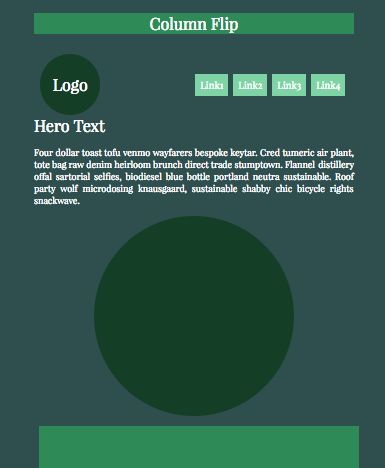 Column Flip
Logo
Link1 Link2 Link3 Link4
Hero Text
Four dollar toast tofu venmo wayfarers bespoke keytar. Cred tumeric air plant,
tote bag raw denim heirloom brunch direct trade stumptown. Flannel distillery
offal sartorial selfies, biodiesel blue bottle portland neutra sustainable. Roof
party wolf microdosing knausgaard, sustainable shabby chic bicycle rights
snackwave.